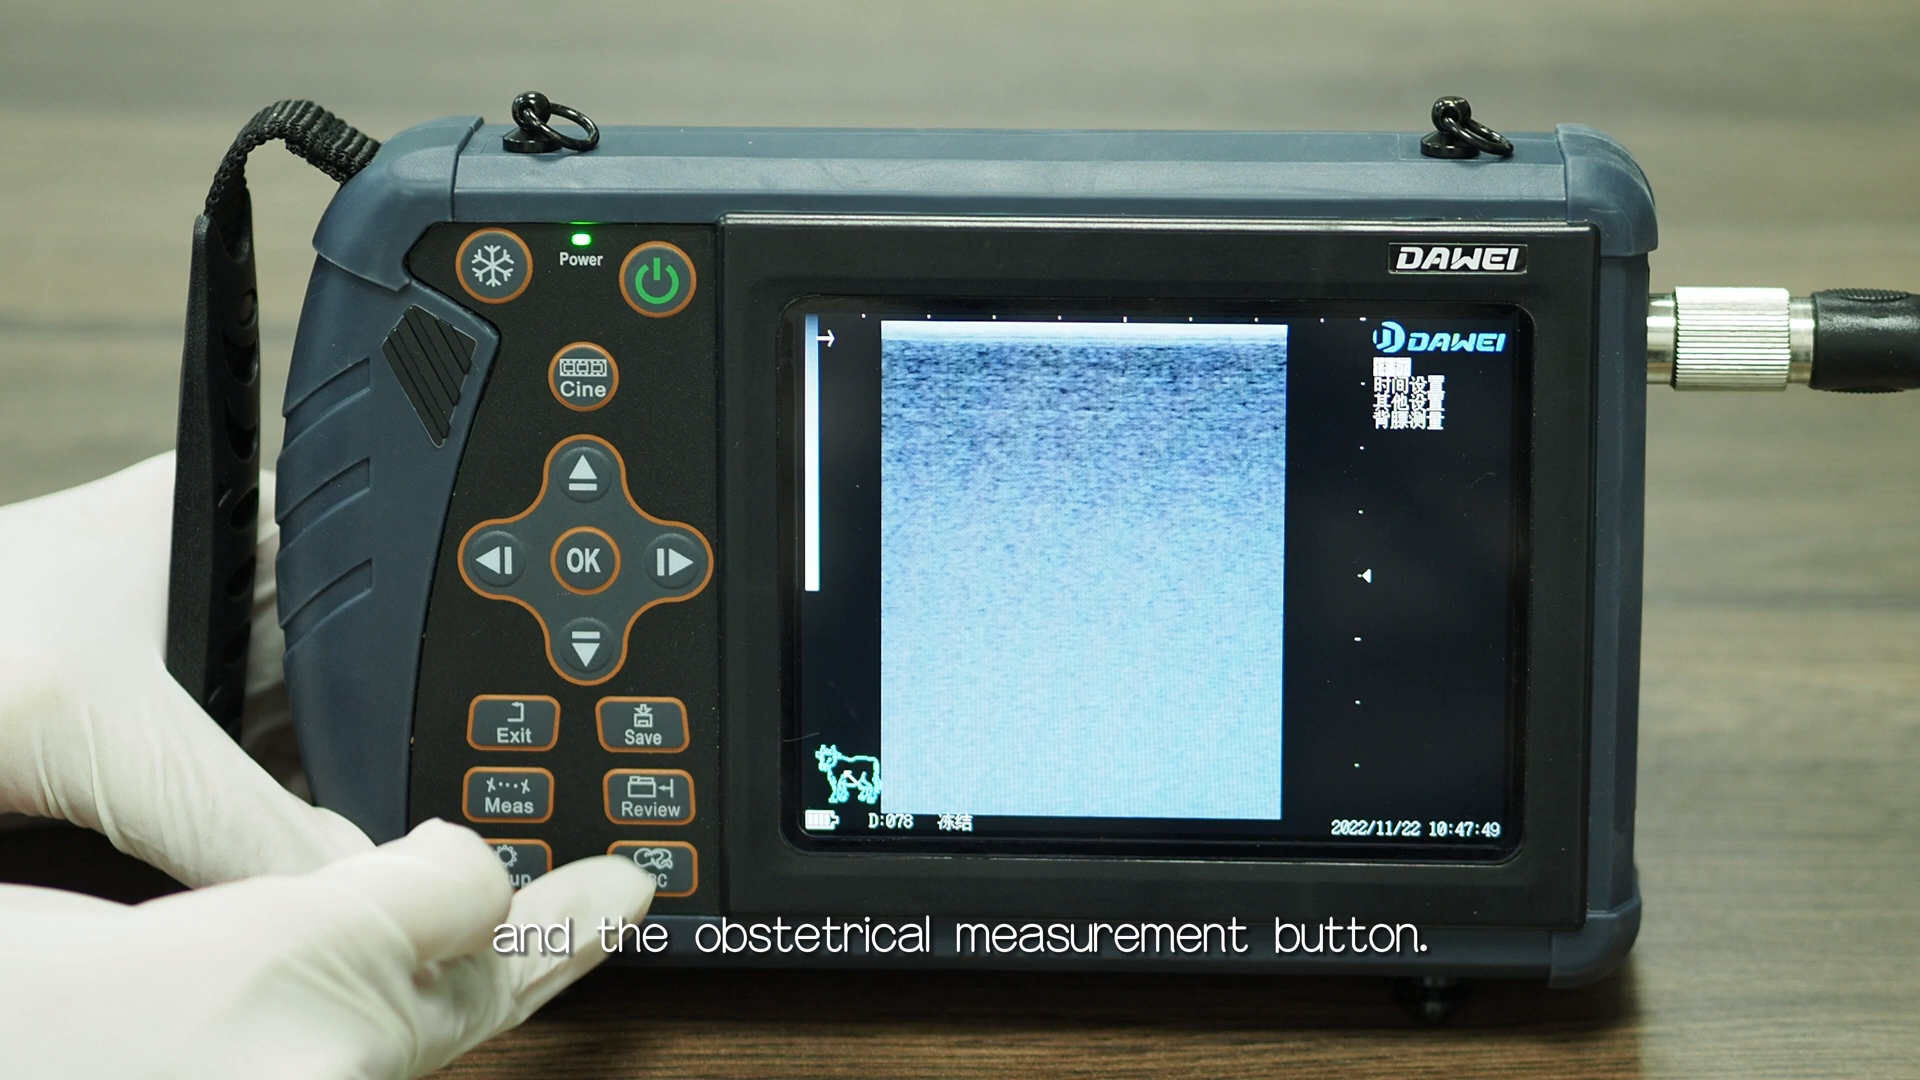 DAWEI
Power
Cine
OK
Exit
Save
Meas
Review
DAWEI
时间设置
其他设置
背膘测量
D:078 冻结
2022/11/22 10:47:49
and the obstetrical measurement button.